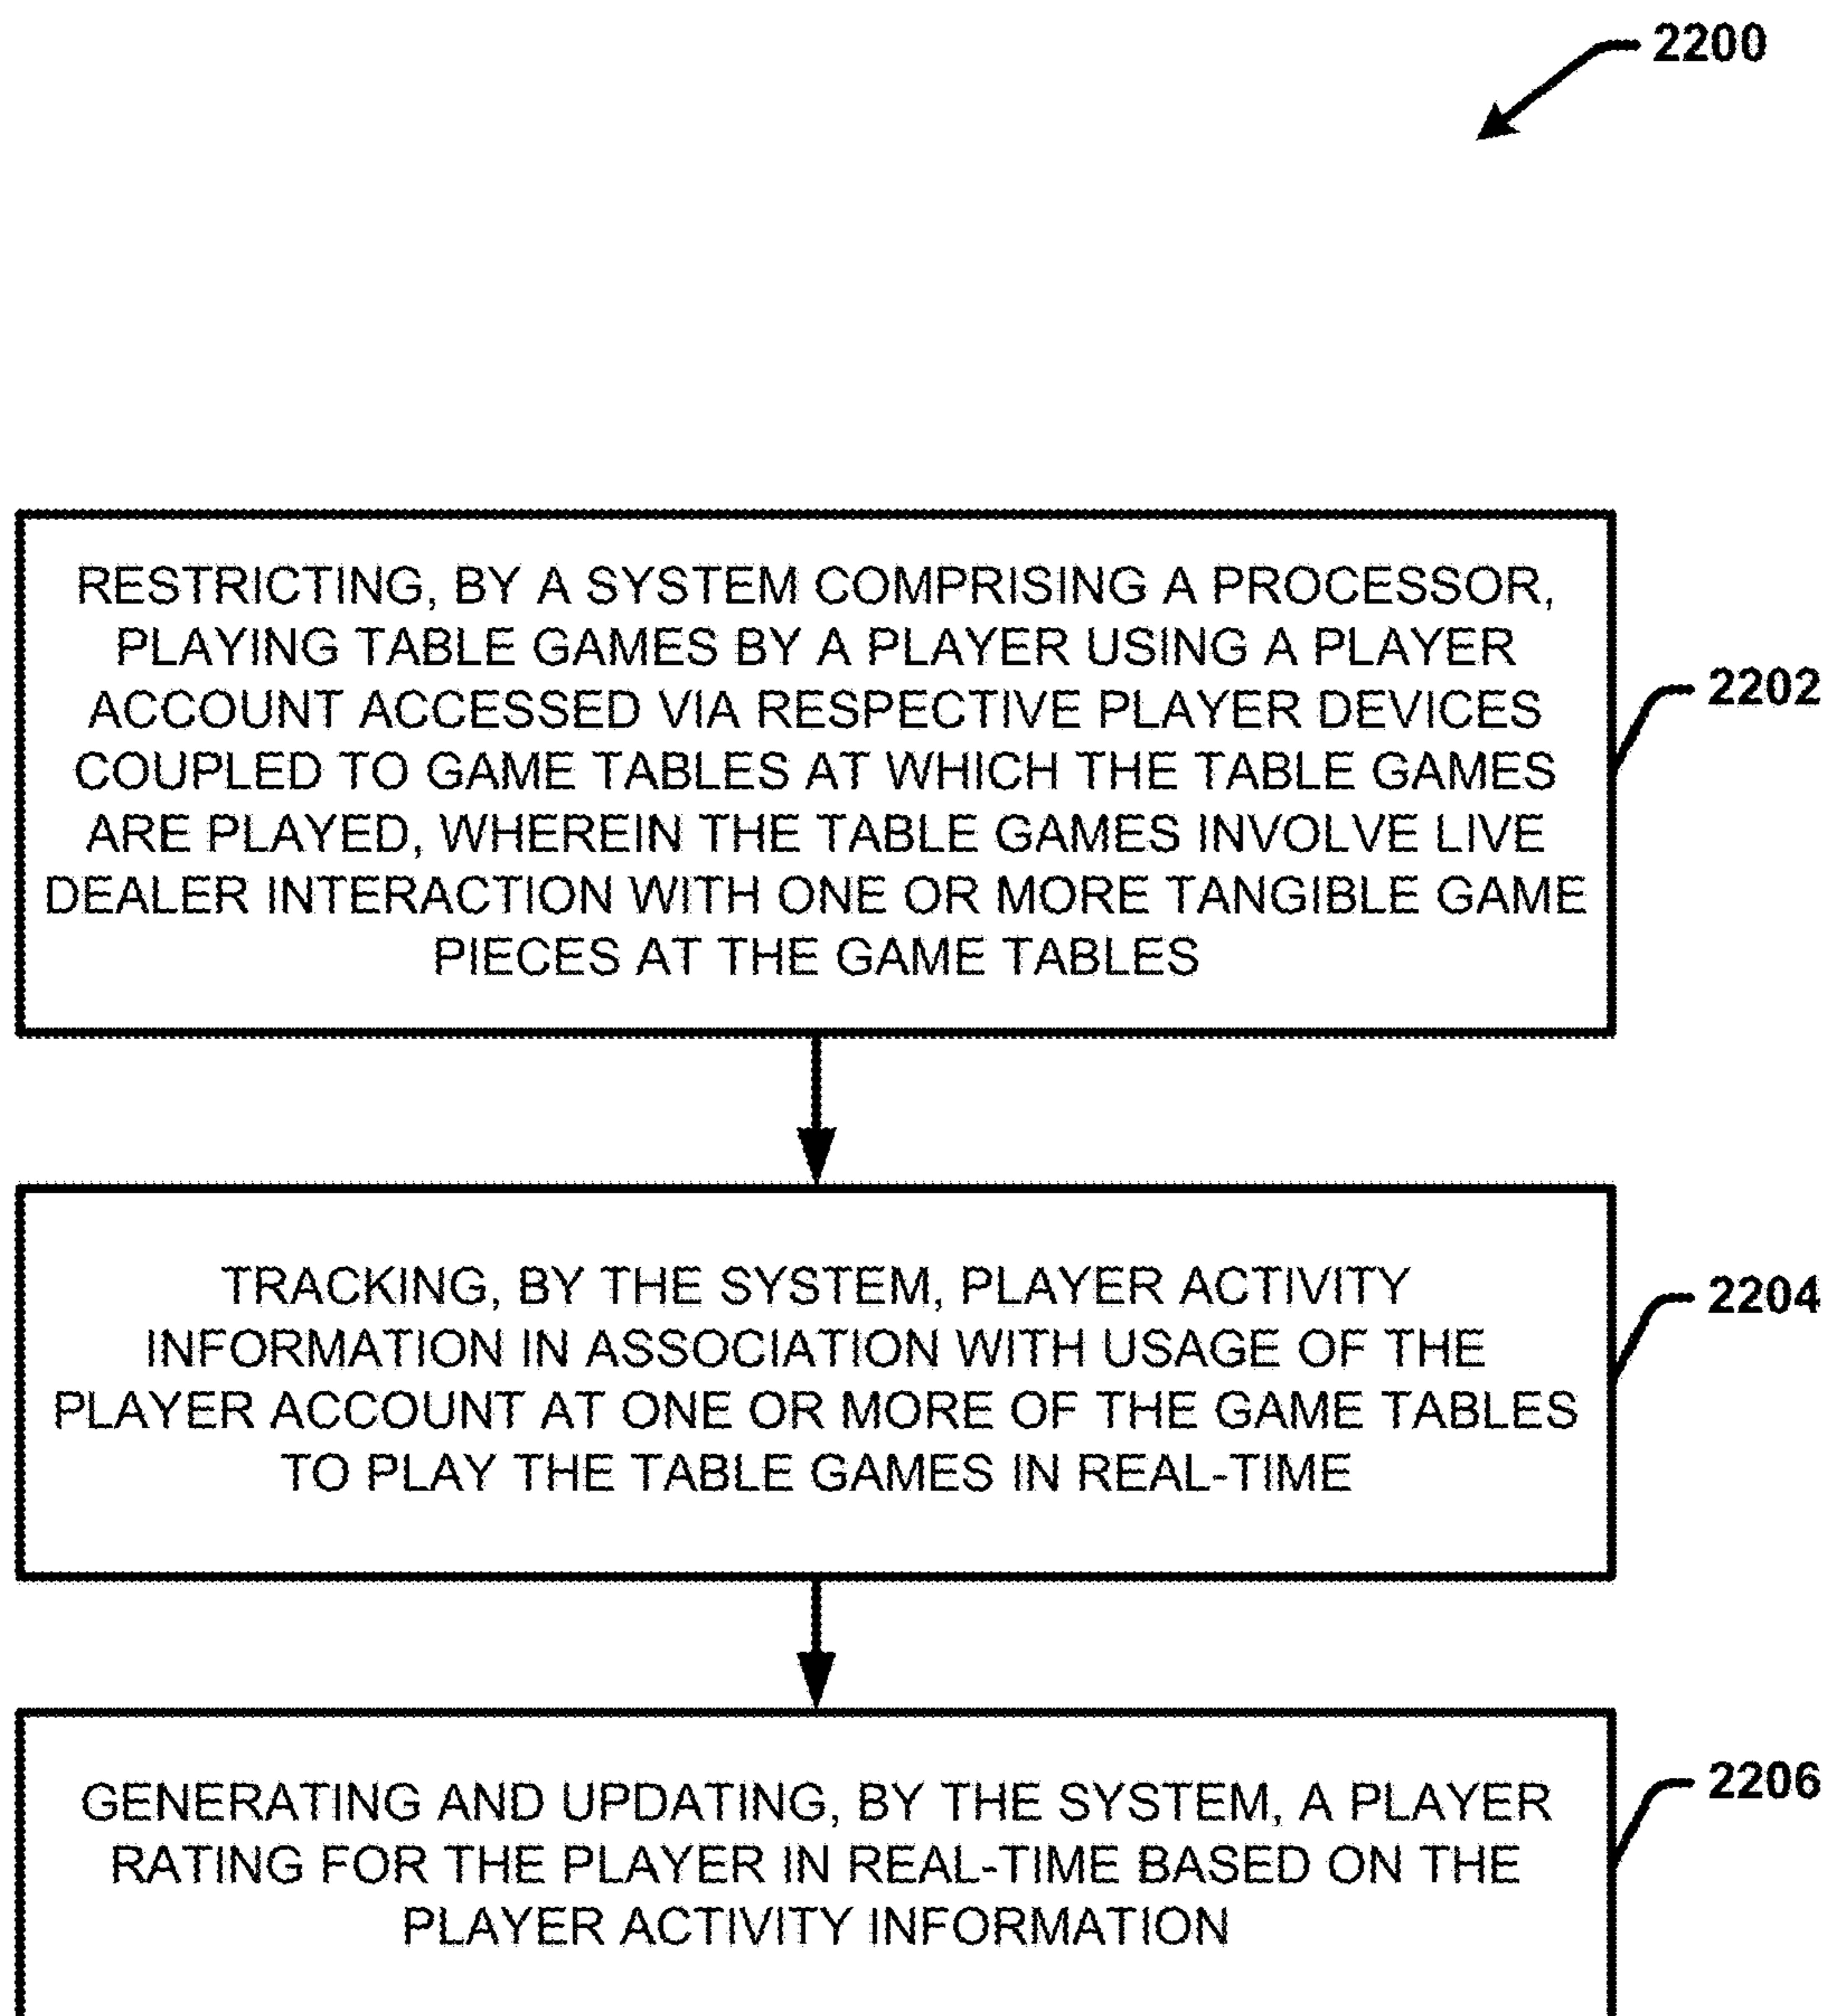 2200
RESTRICTING, BY A SYSTEM COMPRISING A PROCESSOR,
PLAYING TABLE GAMES BY A PLAYER USING A PLAYER
ACCOUNT ACCESSED VIA RESPECTIVE PLAYER DEVICES
COUPLED TO GAME TABLES AT WHICH THE TABLE GAMES
ARE PLAYED, WHEREIN THE TABLE GAMES INVOLVE LIVE
DEALER INTERACTION WITH ONE OR MORE TANGIBLE GAME
PIECES AT THE GAME TABLES
2202
TRACKING, BY THE SYSTEM, PLAYER ACTIVITY
INFORMATION IN ASSOCIATION WITH USAGE OF THE
PLAYER ACCOUNT AT ONE OR MORE OF THE GAME TABLES
TO PLAY THE TABLE GAMES IN REAL-TIME
2204
GENERATING AND UPDATING, BY THE SYSTEM, A PLAYER
RATING FOR THE PLAYER IN REAL-TIME BASED ON THE
PLAYER ACTIVITY INFORMATION
2206